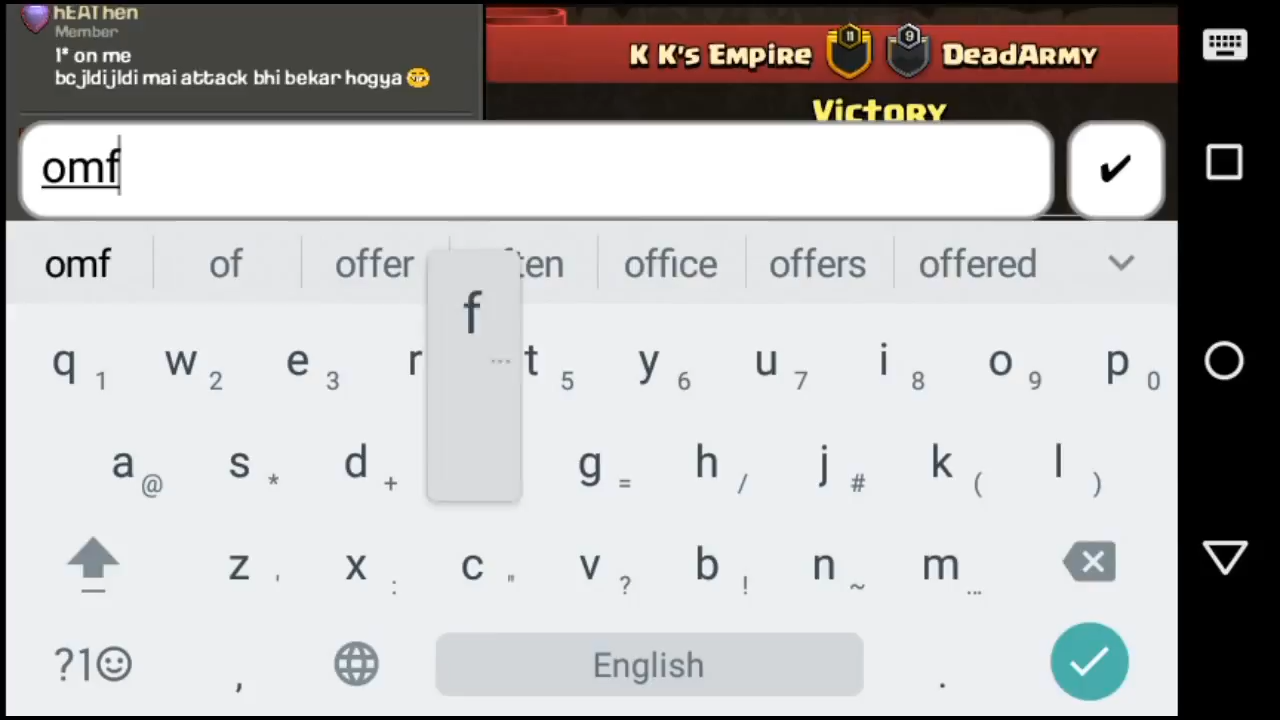 hEAThen
Member
1* on me
bc jldi jldi mai attack bhi bekar hogya
K K's Empire 11 9 DeadArmy
Victory
omf
omf of offer office offers offered
f
q 1 w 2 e 3 r t 5 y 6 u 7 i 8 o 9 p 0
a @ s * d + g = h / j # k ( l )
z ' x : c " v ? b ! n ~ m ...
?1 , English .